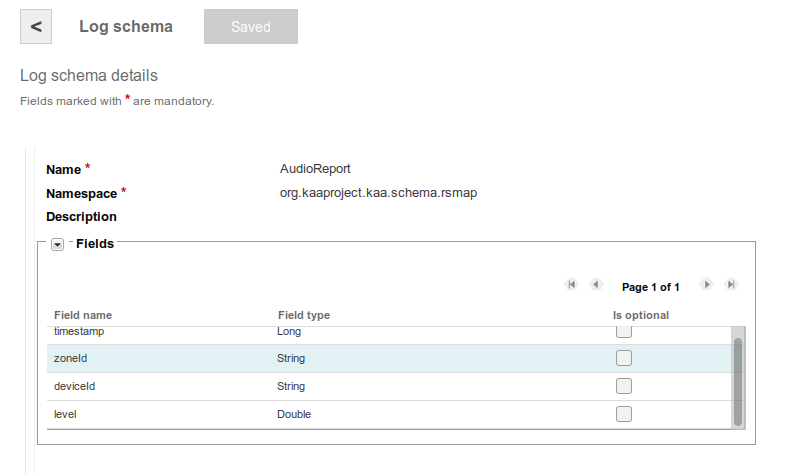 < Log schema Saved
Log schema details
Fields marked with * are mandatory.
Name * AudioReport
Namespace * org.kaaproject.kaa.schema.rsmap
Description
Fields
Page 1 of 1
Field name Field type Is optional
timestamp Long
zoneId String
deviceId String
level Double